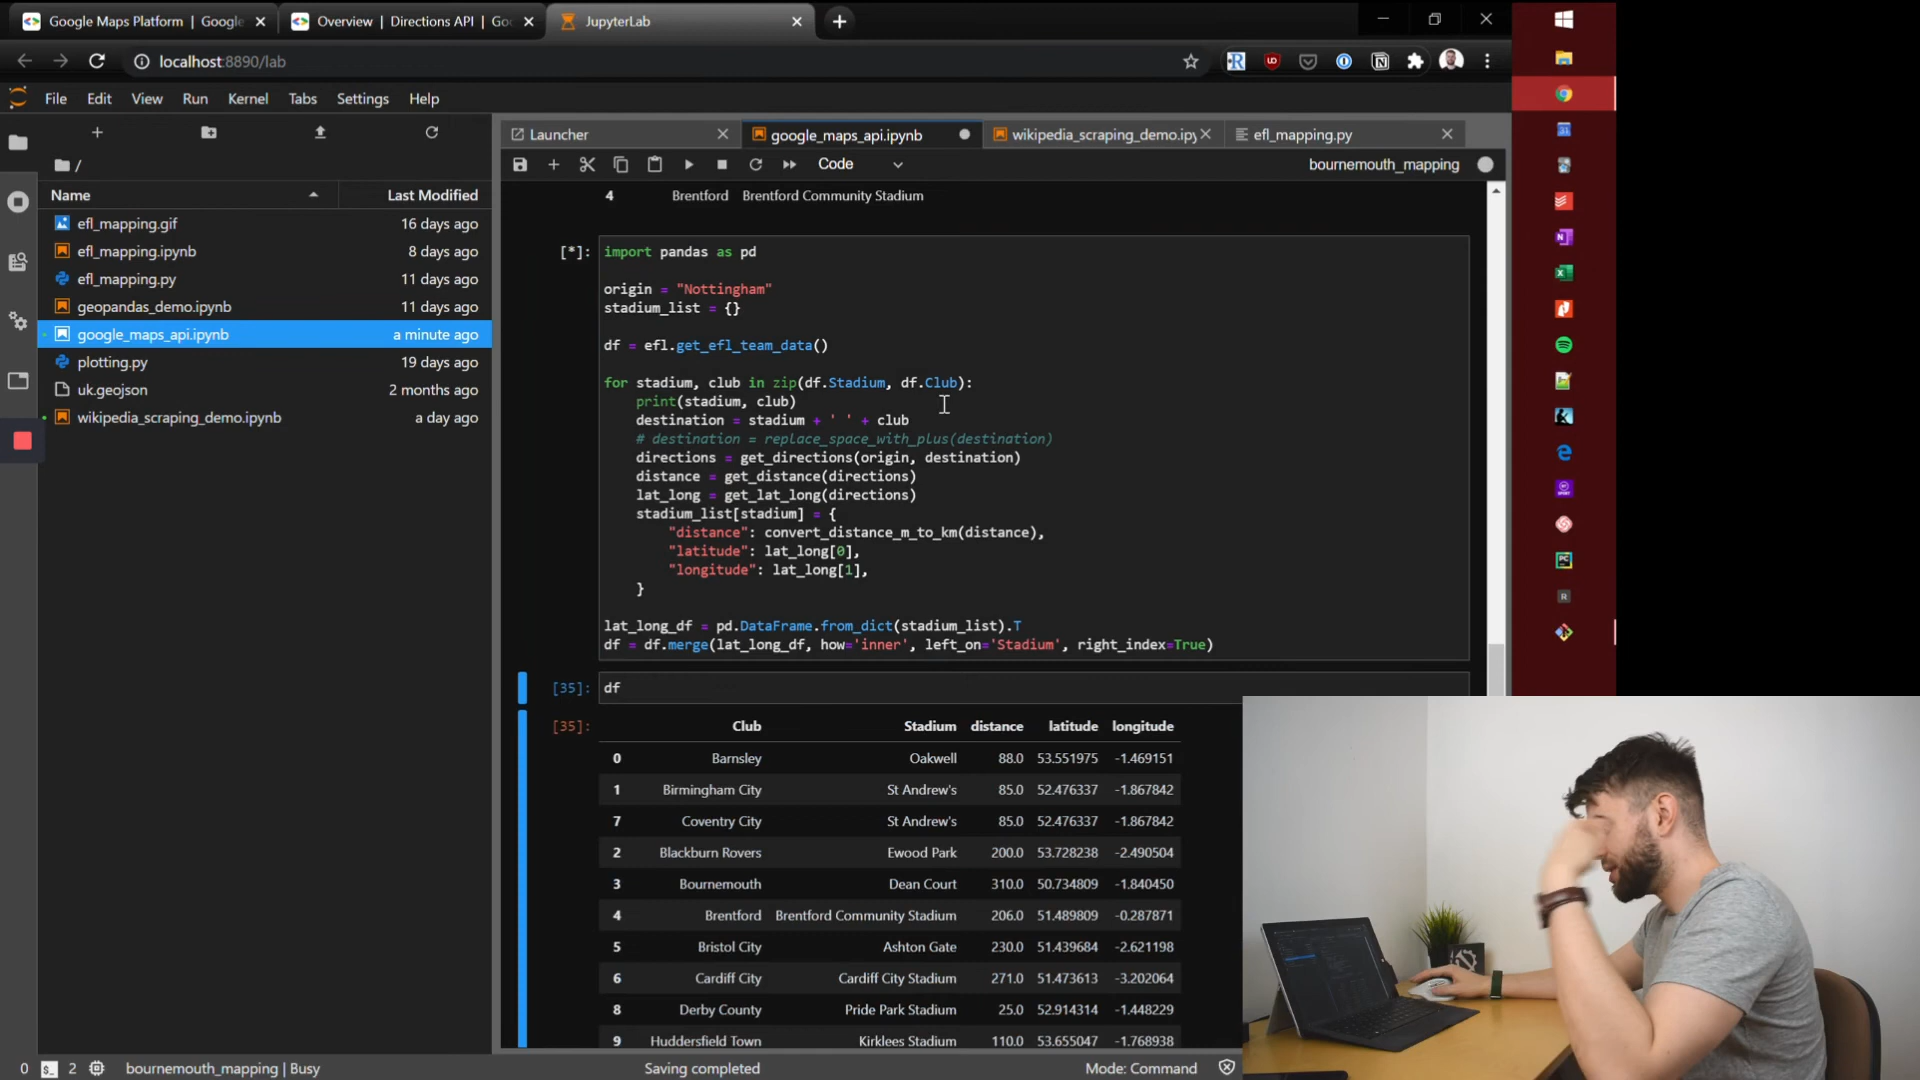 Google Maps Platform | Google
Overview | Directions API | Goo
JupyterLab
localhost:8890/lab
File Edit View Run Kernel Tabs Settings Help
Launcher
google_maps_api.ipynb
wikipedia_scraping_demo.ipy
efl_mapping.py
Code
bournemouth_mapping
/
Name Last Modified
efl_mapping.gif 16 days ago
efl_mapping.ipynb 8 days ago
efl_mapping.py 11 days ago
geopandas_demo.ipynb 11 days ago
google_maps_api.ipynb a minute ago
plotting.py 19 days ago
uk.geojson 2 months ago
wikipedia_scraping_demo.ipynb a day ago
4 Brentford Brentford Community Stadium
[*]: import pandas as pd
origin = "Nottingham"
stadium_list = {}
df = efl.get_efl_team_data()
for stadium, club in zip(df.Stadium, df.Club):
print(stadium, club)
destination = stadium + ' ' + club
# destination = replace_space_with_plus(destination)
directions = get_directions(origin, destination)
distance = get_distance(directions)
lat_long = get_lat_long(directions)
stadium_list[stadium] = {
"distance": convert_distance_m_to_km(distance),
"latitude": lat_long[0],
"longitude": lat_long[1],
}
lat_long_df = pd.DataFrame.from_dict(stadium_list).T
df = df.merge(lat_long_df, how='inner', left_on='Stadium', right_index=True)
[35]: df
[35]: Club Stadium distance latitude longitude
0 Barnsley Oakwell 88.0 53.551975 -1.469151
1 Birmingham City St Andrew's 85.0 52.476337 -1.867842
7 Coventry City St Andrew's 85.0 52.476337 -1.867842
2 Blackburn Rovers Ewood Park 200.0 53.728238 -2.490504
3 Bournemouth Dean Court 310.0 50.734809 -1.840450
4 Brentford Brentford Community Stadium 206.0 51.489809 -0.287871
5 Bristol City Ashton Gate 230.0 51.439684 -2.621198
6 Cardiff City Cardiff City Stadium 271.0 51.473613 -3.202064
8 Derby County Pride Park Stadium 25.0 52.914314 -1.448229
9 Huddersfield Town Kirklees Stadium 110.0 53.655047 -1.768938
0 2 bournemouth_mapping | Busy Saving completed Mode: Command